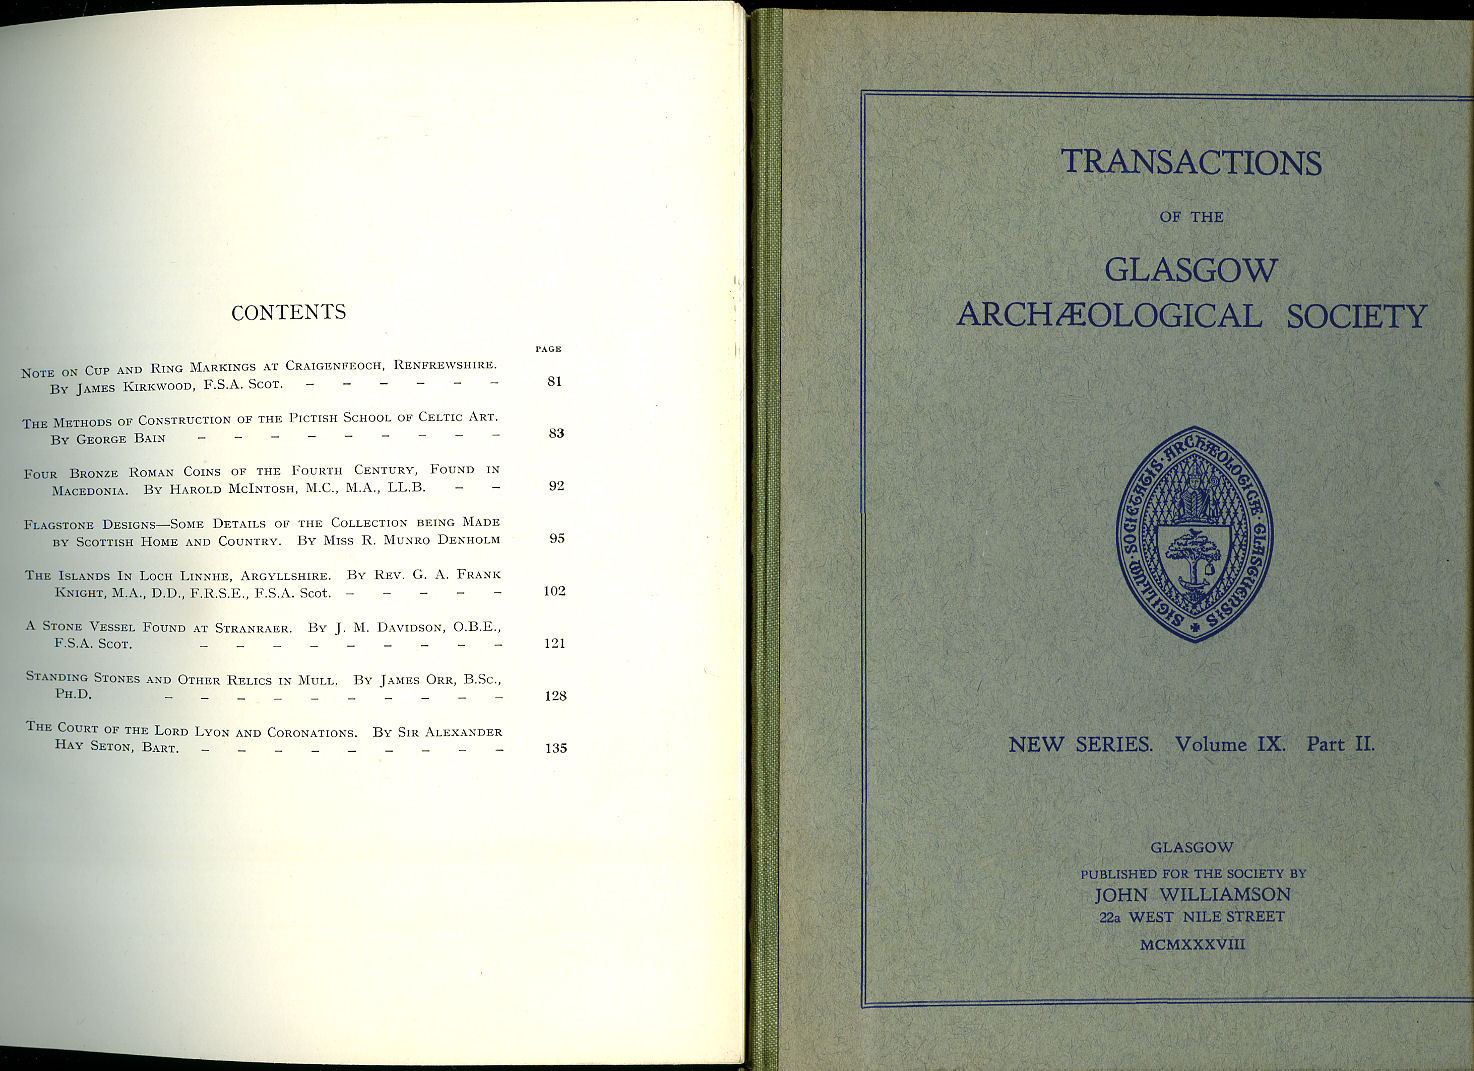 CONTENTS
PAGE
NOTE ON CUP AND RING MARKINGS AT CRAIGENFEOCH, RENFREWSHIRE.
BY JAMES KIRKWOOD, F.S.A. SCOT. – – – – – – 81
THE METHODS OF CONSTRUCTION OF THE PICTISH SCHOOL OF CELTIC ART.
BY GEORGE BAIN – – – – – – – – – 83
FOUR BRONZE ROMAN COINS OF THE FOURTH CENTURY, FOUND IN
MACEDONIA. BY HAROLD MCINTOSH, M.C., M.A., LL.B. – – 92
FLAGSTONE DESIGNS—SOME DETAILS OF THE COLLECTION BEING MADE
BY SCOTTISH HOME AND COUNTRY. BY MISS R. MUNRO DENHOLM 95
THE ISLANDS IN LOCH LINNHE, ARGYLLSHIRE. BY REV. G. A. FRANK
KNIGHT, M.A., D.D., F.R.S.E., F.S.A. Scot. – – – – – 102
A STONE VESSEL FOUND AT STRANRAER. BY J. M. DAVIDSON, O.B.E.,
F.S.A. SCOT. – – – – – – – – – 121
STANDING STONES AND OTHER RELICS IN MULL. BY JAMES ORR, B.SC.,
PH.D. – – – – – – – – – – 128
THE COURT OF THE LORD LYON AND CORONATIONS. BY SIR ALEXANDER
HAY SETON, BART. – – – – – – – – – 135
TRANSACTIONS
OF THE
GLASGOW
ARCHÆOLOGICAL SOCIETY
SIGILLUM · SOCIETATIS · ARCHÆOLOGICÆ · GLASGUENSIS
NEW SERIES. Volume IX. Part II.
GLASGOW
PUBLISHED FOR THE SOCIETY BY
JOHN WILLIAMSON
22a WEST NILE STREET
MCMXXXVIII